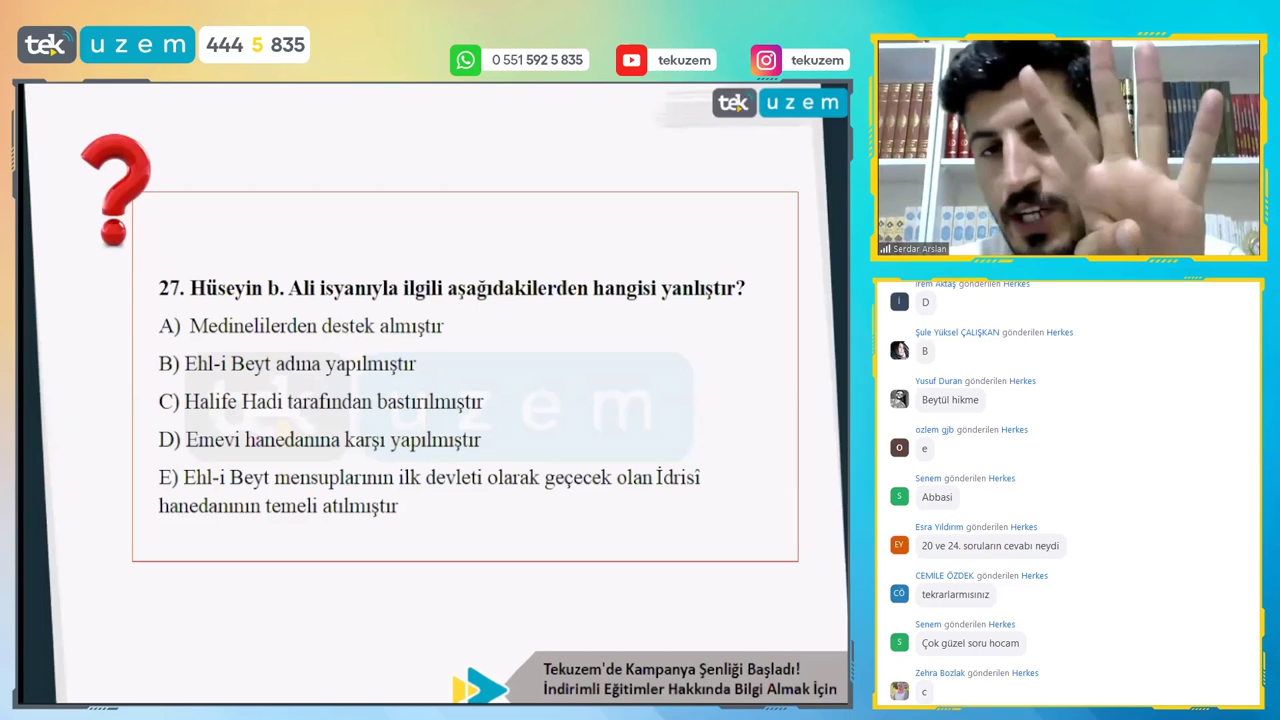 tek uzem 444 5 835
0 551 592 5 835
tekuzem
tekuzem
tek uzem
27. Hüseyin b. Ali isyanıyla ilgili aşağıdakilerden hangisi yanlıştır?
A) Medinelilerden destek almıştır
B) Ehl-i Beyt adına yapılmıştır
C) Halife Hadi tarafından bastırılmıştır
D) Emevi hanedanına karşı yapılmıştır
E) Ehl-i Beyt mensuplarının ilk devleti olarak geçecek olan İdrisî
hanedanının temeli atılmıştır
tek uzem
Tekuzem'de Kampanya Şenliği Başladı!
İndirimli Eğitimler Hakkında Bilgi Almak İçin
Serdar Arslan
İrem Aktaş gönderilen Herkes
İ
D
Şule Yüksel ÇALIŞKAN gönderilen Herkes
B
Yusuf Duran gönderilen Herkes
Beytül hikme
ozlem gjb gönderilen Herkes
O
e
Senem gönderilen Herkes
S
Abbasi
Esra Yıldırım gönderilen Herkes
EY
20 ve 24. soruların cevabı neydi
CEMİLE ÖZDEK gönderilen Herkes
CÖ
tekrarlarmısınız
Senem gönderilen Herkes
S
Çok güzel soru hocam
Zehra Bozlak gönderilen Herkes
c